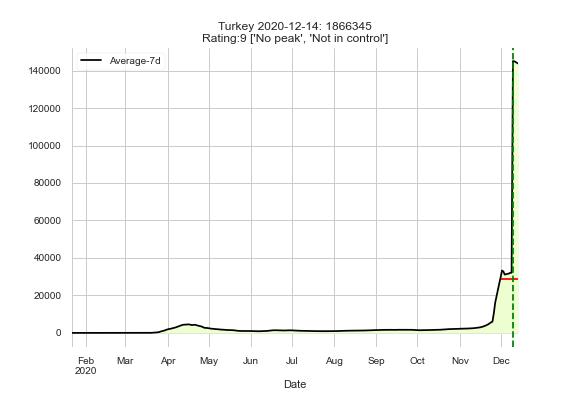 Turkey 2020-12-14: 1866345
Rating:9 ['No peak', 'Not in control']
Average-7d
140000
120000
100000
80000
60000
40000
20000
0
Feb Mar Apr May Jun Jul Aug Sep Oct Nov Dec
2020
Date